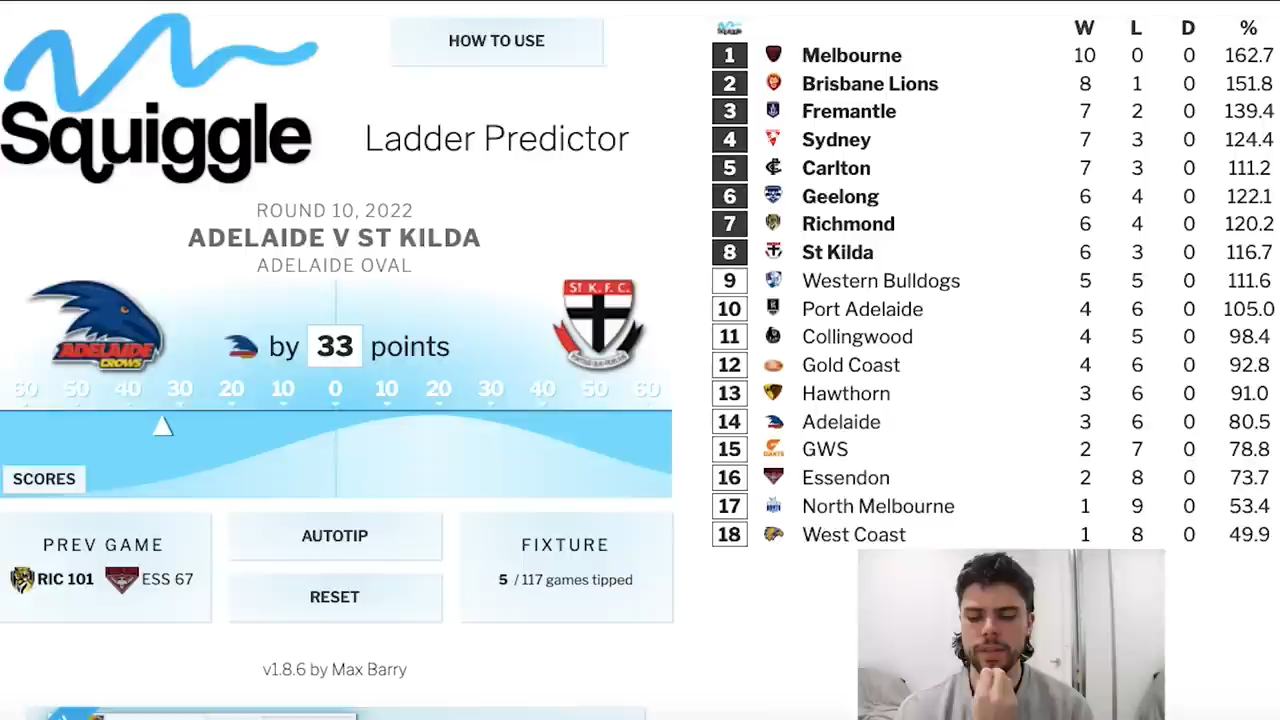 Squiggle
HOW TO USE
Ladder Predictor
ROUND 10, 2022
ADELAIDE V ST KILDA
ADELAIDE OVAL
ADELAIDE CROWS
ST K. F. C.
by 33 points
60 50 40 30 20 10 0 10 20 30 40 50 60
SCORES
PREV GAME
RIC 101 ESS 67
AUTOTIP
RESET
FIXTURE
5 / 117 games tipped
v1.8.6 by Max Barry
Squiggle W L D %
1 Melbourne 10 0 0 162.7
2 Brisbane Lions 8 1 0 151.8
3 Fremantle 7 2 0 139.4
4 Sydney 7 3 0 124.4
5 Carlton 7 3 0 111.2
6 Geelong 6 4 0 122.1
7 Richmond 6 4 0 120.2
8 St Kilda 6 3 0 116.7
9 Western Bulldogs 5 5 0 111.6
10 Port Adelaide 4 6 0 105.0
11 Collingwood 4 5 0 98.4
12 Gold Coast 4 6 0 92.8
13 Hawthorn 3 6 0 91.0
14 Adelaide 3 6 0 80.5
15 GWS 2 7 0 78.8
16 Essendon 2 8 0 73.7
17 North Melbourne 1 9 0 53.4
18 West Coast 1 8 0 49.9